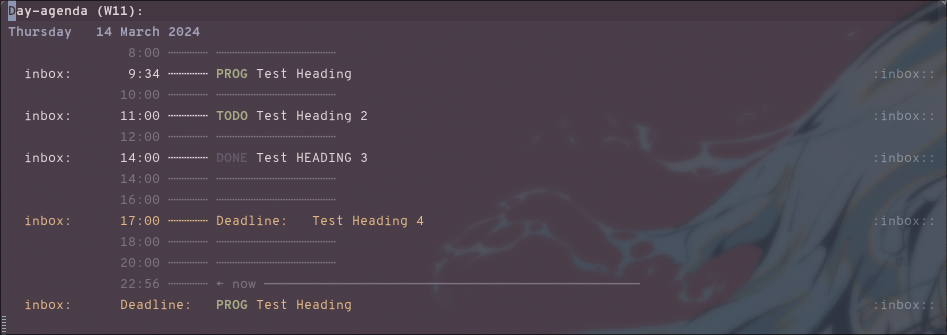 Day-agenda (W11):
Thursday   14 March 2024
8:00 ┄┄┄┄┄ ┄┄┄┄┄┄┄┄┄┄┄┄┄┄┄
inbox:       9:34 ┄┄┄┄┄ PROG Test Heading :inbox::
10:00 ┄┄┄┄┄ ┄┄┄┄┄┄┄┄┄┄┄┄┄┄┄
inbox:      11:00 ┄┄┄┄┄ TODO Test Heading 2 :inbox::
12:00 ┄┄┄┄┄ ┄┄┄┄┄┄┄┄┄┄┄┄┄┄┄
inbox:      14:00 ┄┄┄┄┄ DONE Test HEADING 3 :inbox::
14:00 ┄┄┄┄┄ ┄┄┄┄┄┄┄┄┄┄┄┄┄┄┄
16:00 ┄┄┄┄┄ ┄┄┄┄┄┄┄┄┄┄┄┄┄┄┄
inbox:      17:00 ┄┄┄┄┄ Deadline:   Test Heading 4 :inbox::
18:00 ┄┄┄┄┄ ┄┄┄┄┄┄┄┄┄┄┄┄┄┄┄
20:00 ┄┄┄┄┄ ┄┄┄┄┄┄┄┄┄┄┄┄┄┄┄
22:56 ┄┄┄┄┄ ← now ───────────────────────────────────────────────
inbox:      Deadline:   PROG Test Heading :inbox::